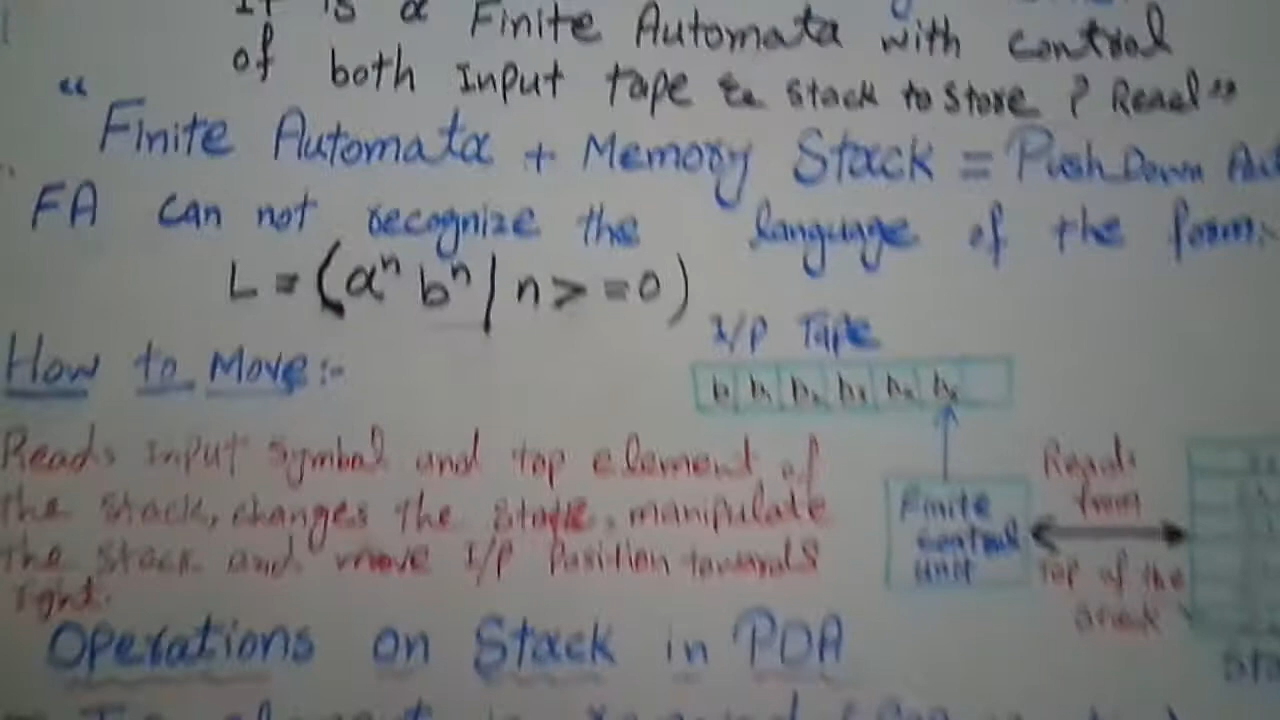 It is a Finite Automata with control
of both Input tape & stack to store ? Read"
"Finite Automata + Memory Stack = Push Down Aut
FA Can not recognize the language of the form:
L = (aⁿ bⁿ | n >= 0)
How to Move:-
I/P Tape
Reads input symbol and top element of
the stack, changes the state, manipulate
the stack and move I/P Position towards
right.
Finite
control
unit
Reads
from
Top of the
stack
Operations on Stack in PDA